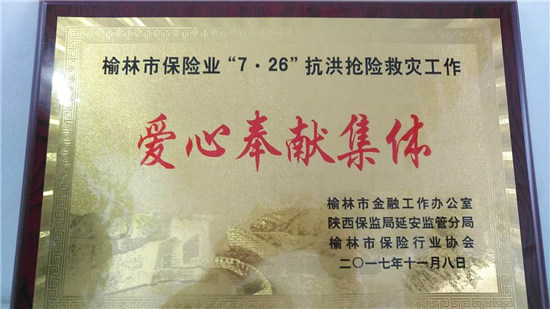 榆林市保险业“7·26”抗洪抢险救灾工作
爱心奉献集体
榆林市金融工作办公室
陕西保监局延安监管分局
榆林市保险行业协会
二〇一七年十一月八日